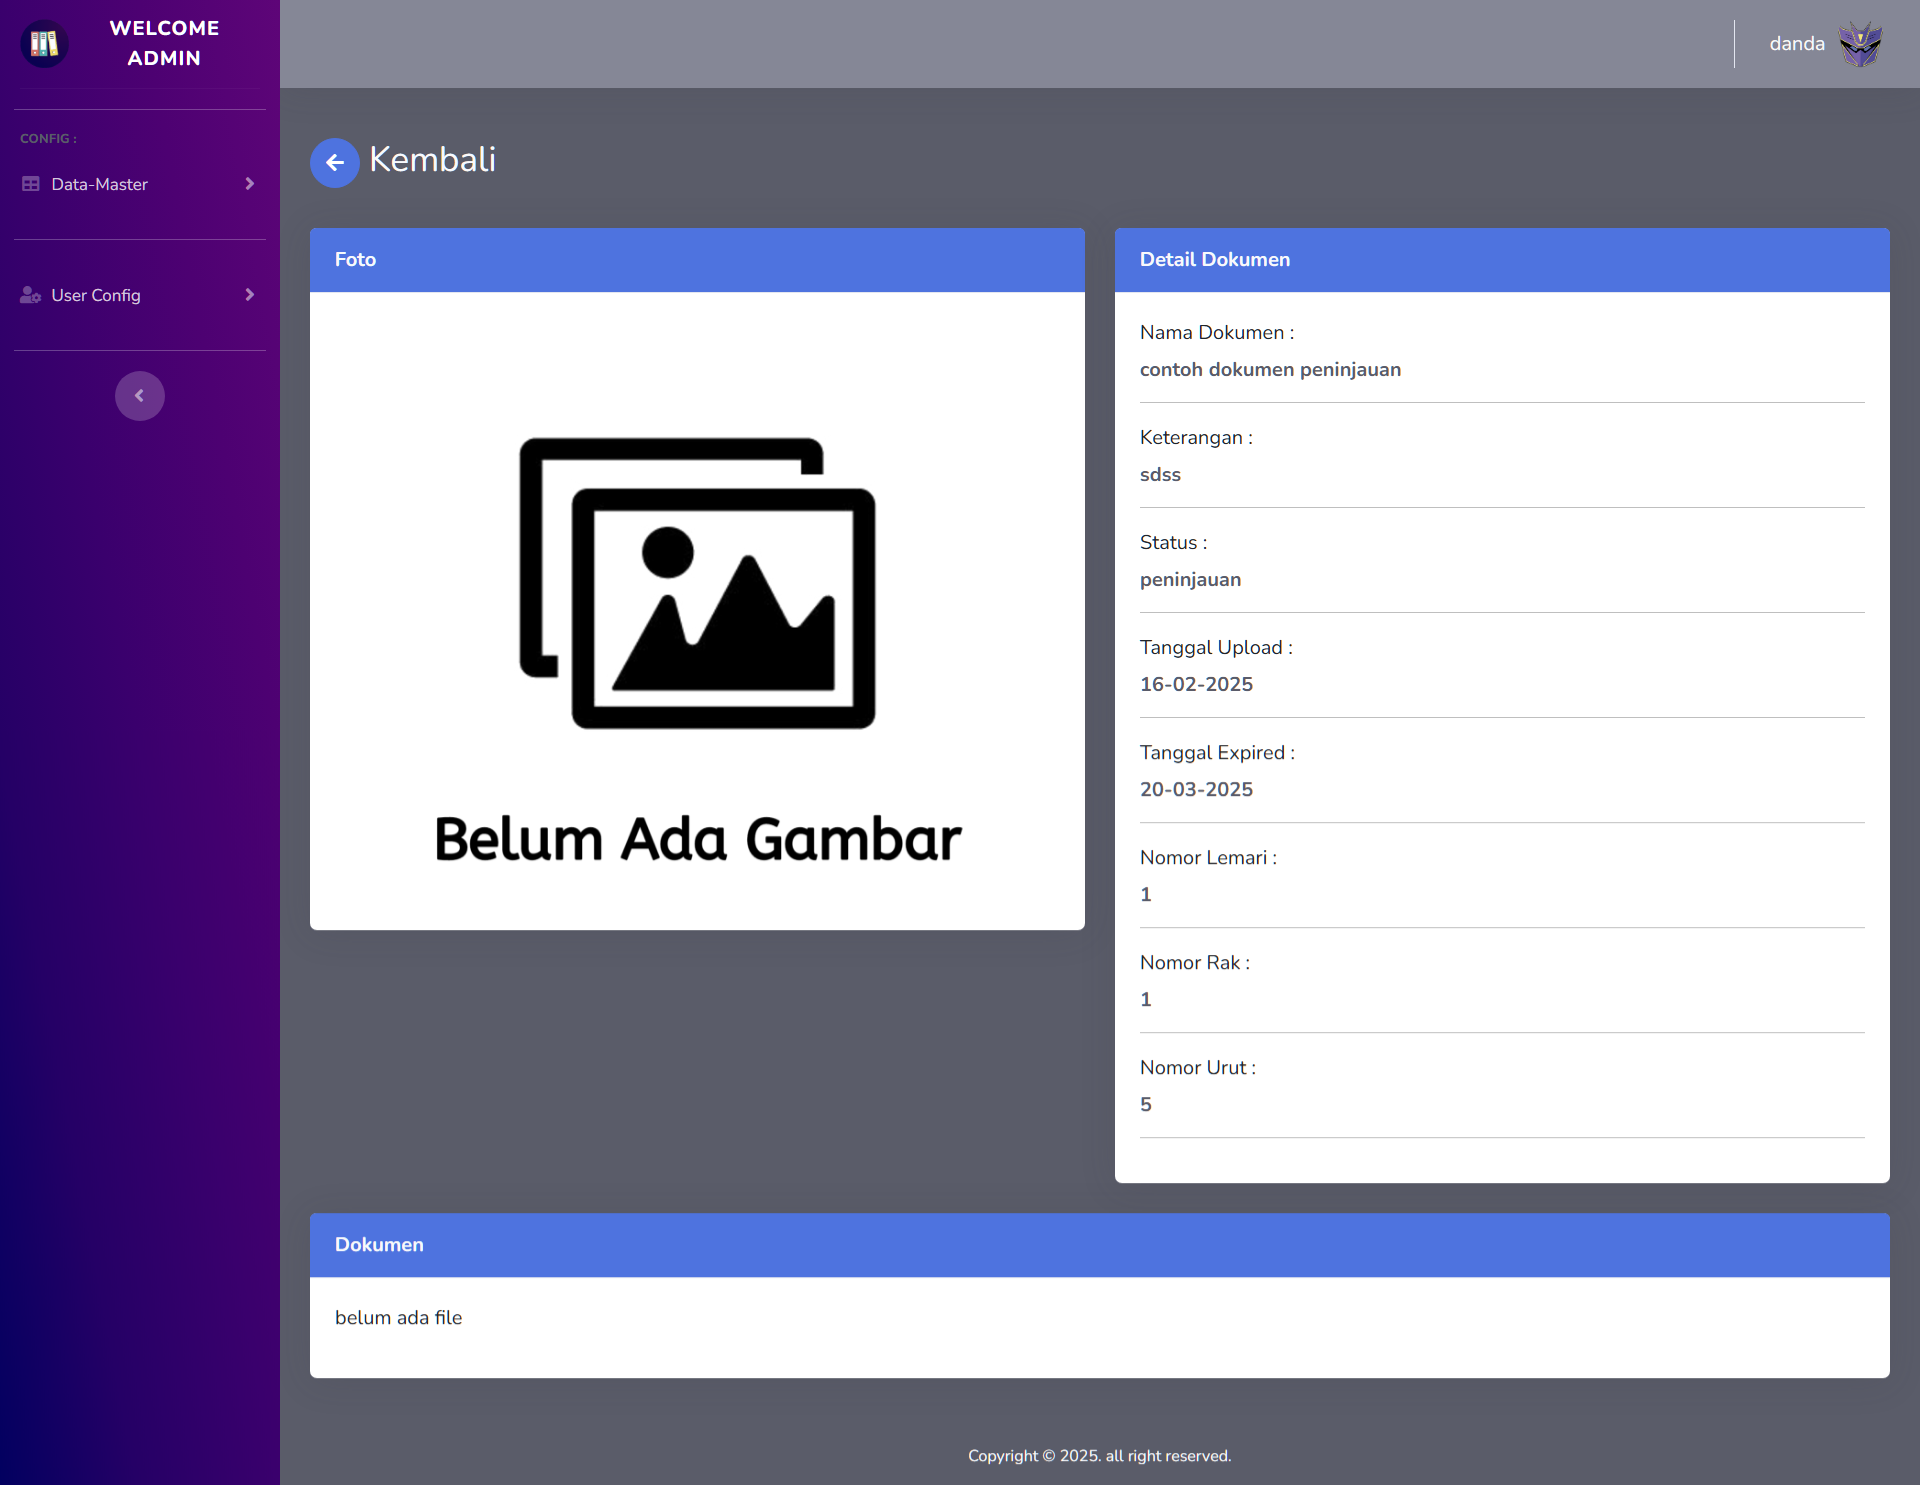 WELCOME
ADMIN
danda
CONFIG :
Data-Master
User Config
Kembali
Foto
Belum Ada Gambar
Detail Dokumen
Nama Dokumen :
contoh dokumen peninjauan
Keterangan :
sdss
Status :
peninjauan
Tanggal Upload :
16-02-2025
Tanggal Expired :
20-03-2025
Nomor Lemari :
1
Nomor Rak :
1
Nomor Urut :
5
Dokumen
belum ada file
Copyright © 2025. all right reserved.